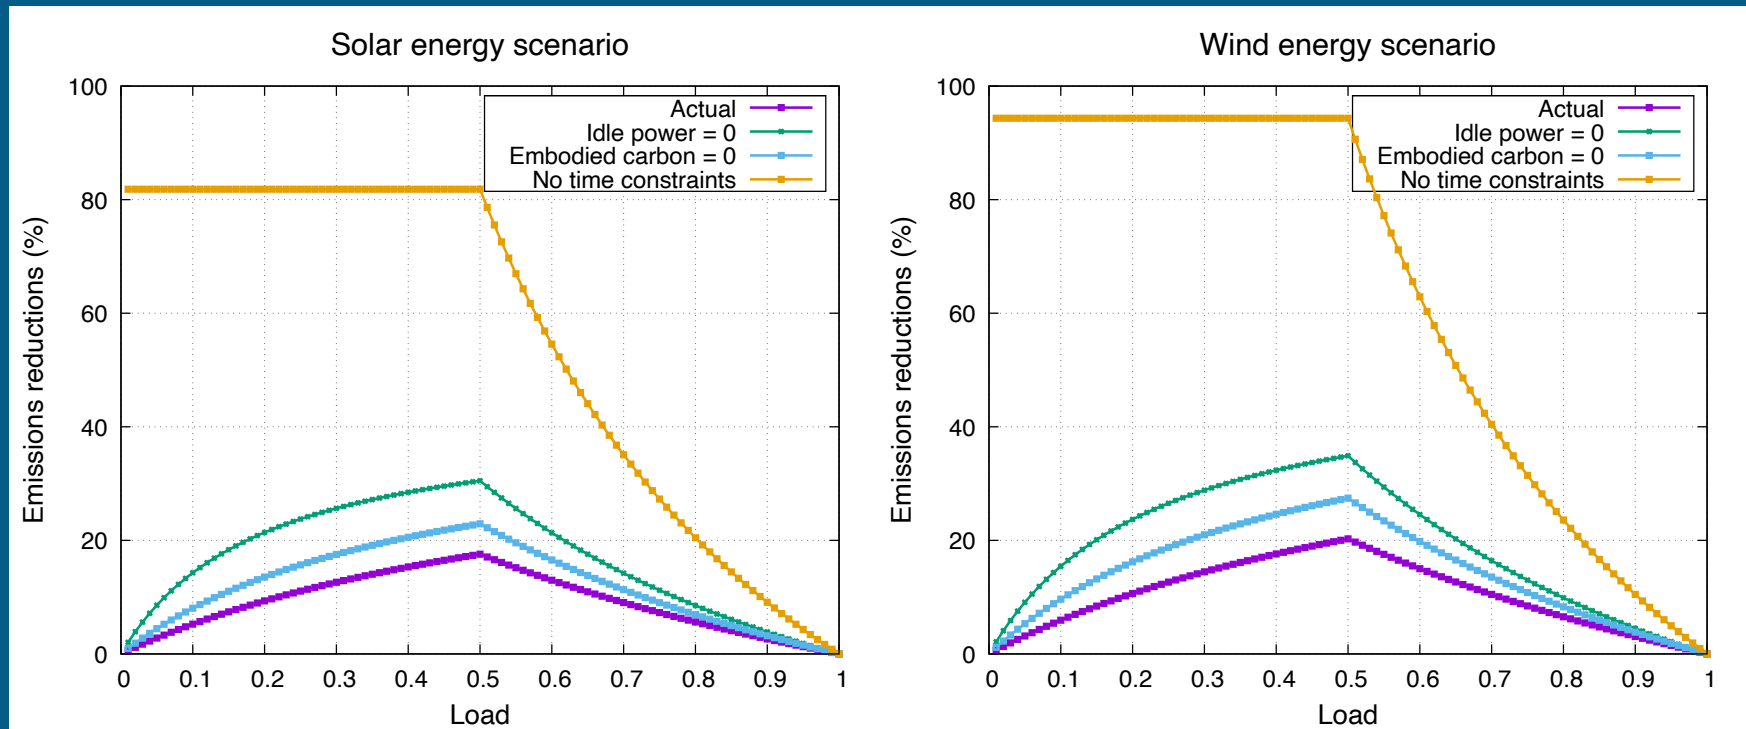 Solar energy scenario
100
80
60
40
20
0
Emissions reductions (%)
Actual
Idle power = 0
Embodied carbon = 0
No time constraints
0 0.1 0.2 0.3 0.4 0.5 0.6 0.7 0.8 0.9 1
Load
Wind energy scenario
100
80
60
40
20
0
Emissions reductions (%)
Actual
Idle power = 0
Embodied carbon = 0
No time constraints
0 0.1 0.2 0.3 0.4 0.5 0.6 0.7 0.8 0.9 1
Load